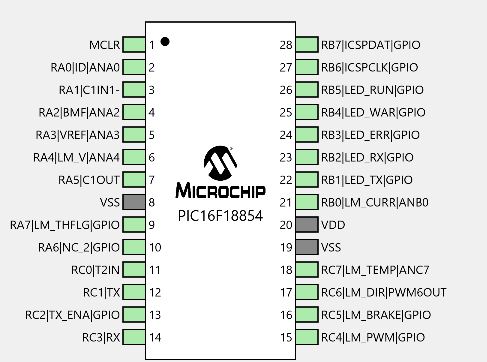 MCLR 1 28 RB7|ICSPDAT|GPIO
RA0|ID|ANA0 2 27 RB6|ICSPCLK|GPIO
RA1|C1IN1- 3 26 RB5|LED_RUN|GPIO
RA2|BMF|ANA2 4 25 RB4|LED_WAR|GPIO
RA3|VREF|ANA3 5 24 RB3|LED_ERR|GPIO
RA4|LM_V|ANA4 6 23 RB2|LED_RX|GPIO
RA5|C1OUT 7 22 RB1|LED_TX|GPIO
MICROCHIP
VSS 8 21 RB0|LM_CURR|ANB0
PIC16F18854
RA7|LM_THFLG|GPIO 9 20 VDD
RA6|NC_2|GPIO 10 19 VSS
RC0|T2IN 11 18 RC7|LM_TEMP|ANC7
RC1|TX 12 17 RC6|LM_DIR|PWM6OUT
RC2|TX_ENA|GPIO 13 16 RC5|LM_BRAKE|GPIO
RC3|RX 14 15 RC4|LM_PWM|GPIO